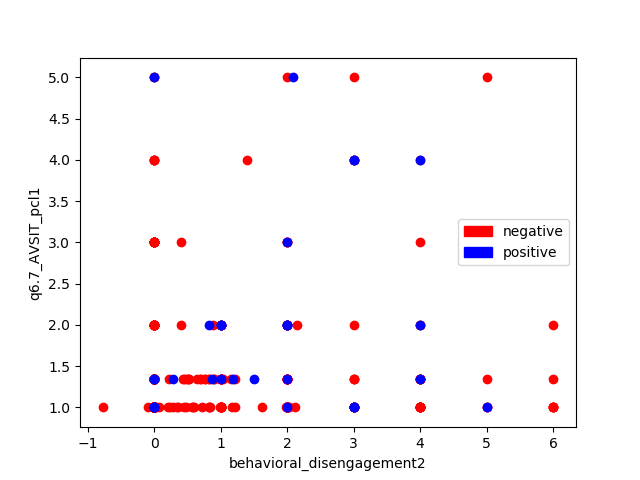 5.0
4.5
4.0
3.5
3.0
2.5
2.0
1.5
1.0
q6.7_AVSIT_pcl1
negative
positive
−1 0 1 2 3 4 5 6
behavioral_disengagement2